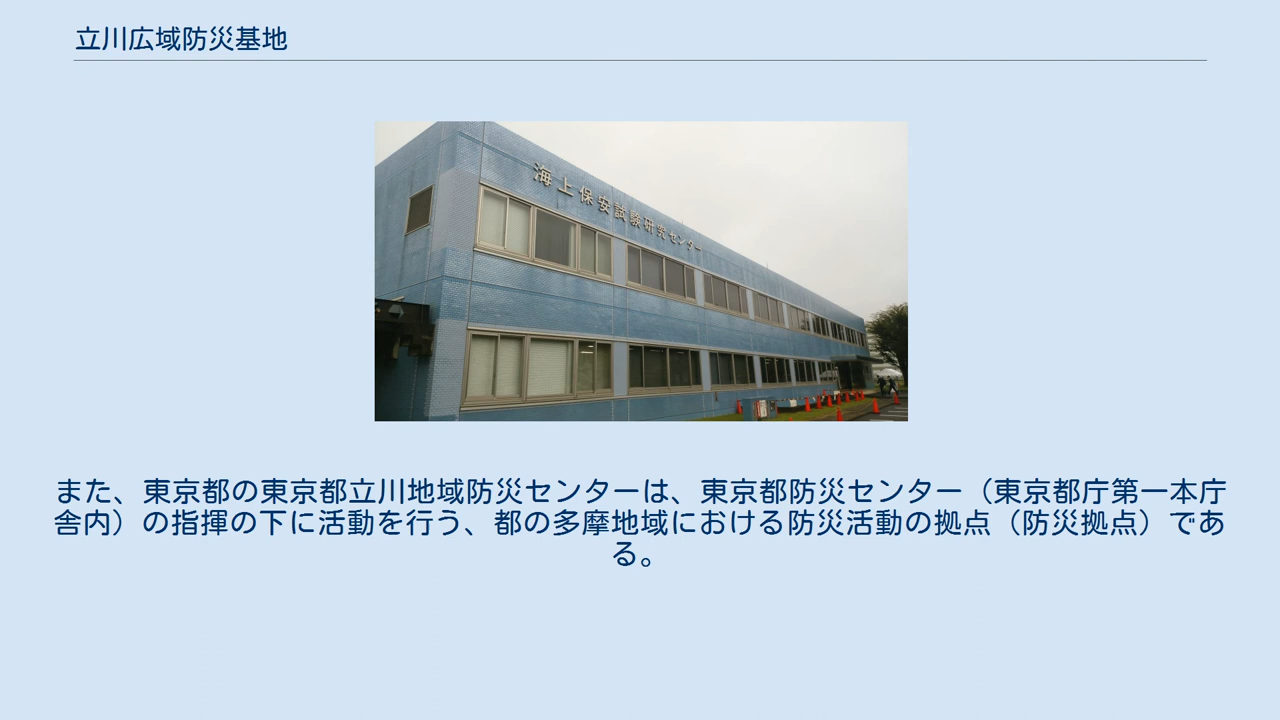 立川広域防災基地
海上保安試験研究センター
また、東京都の東京都立川地域防災センターは、東京都防災センター（東京都庁第一本庁
舎内）の指揮の下に活動を行う、都の多摩地域における防災活動の拠点（防災拠点）であ
る。